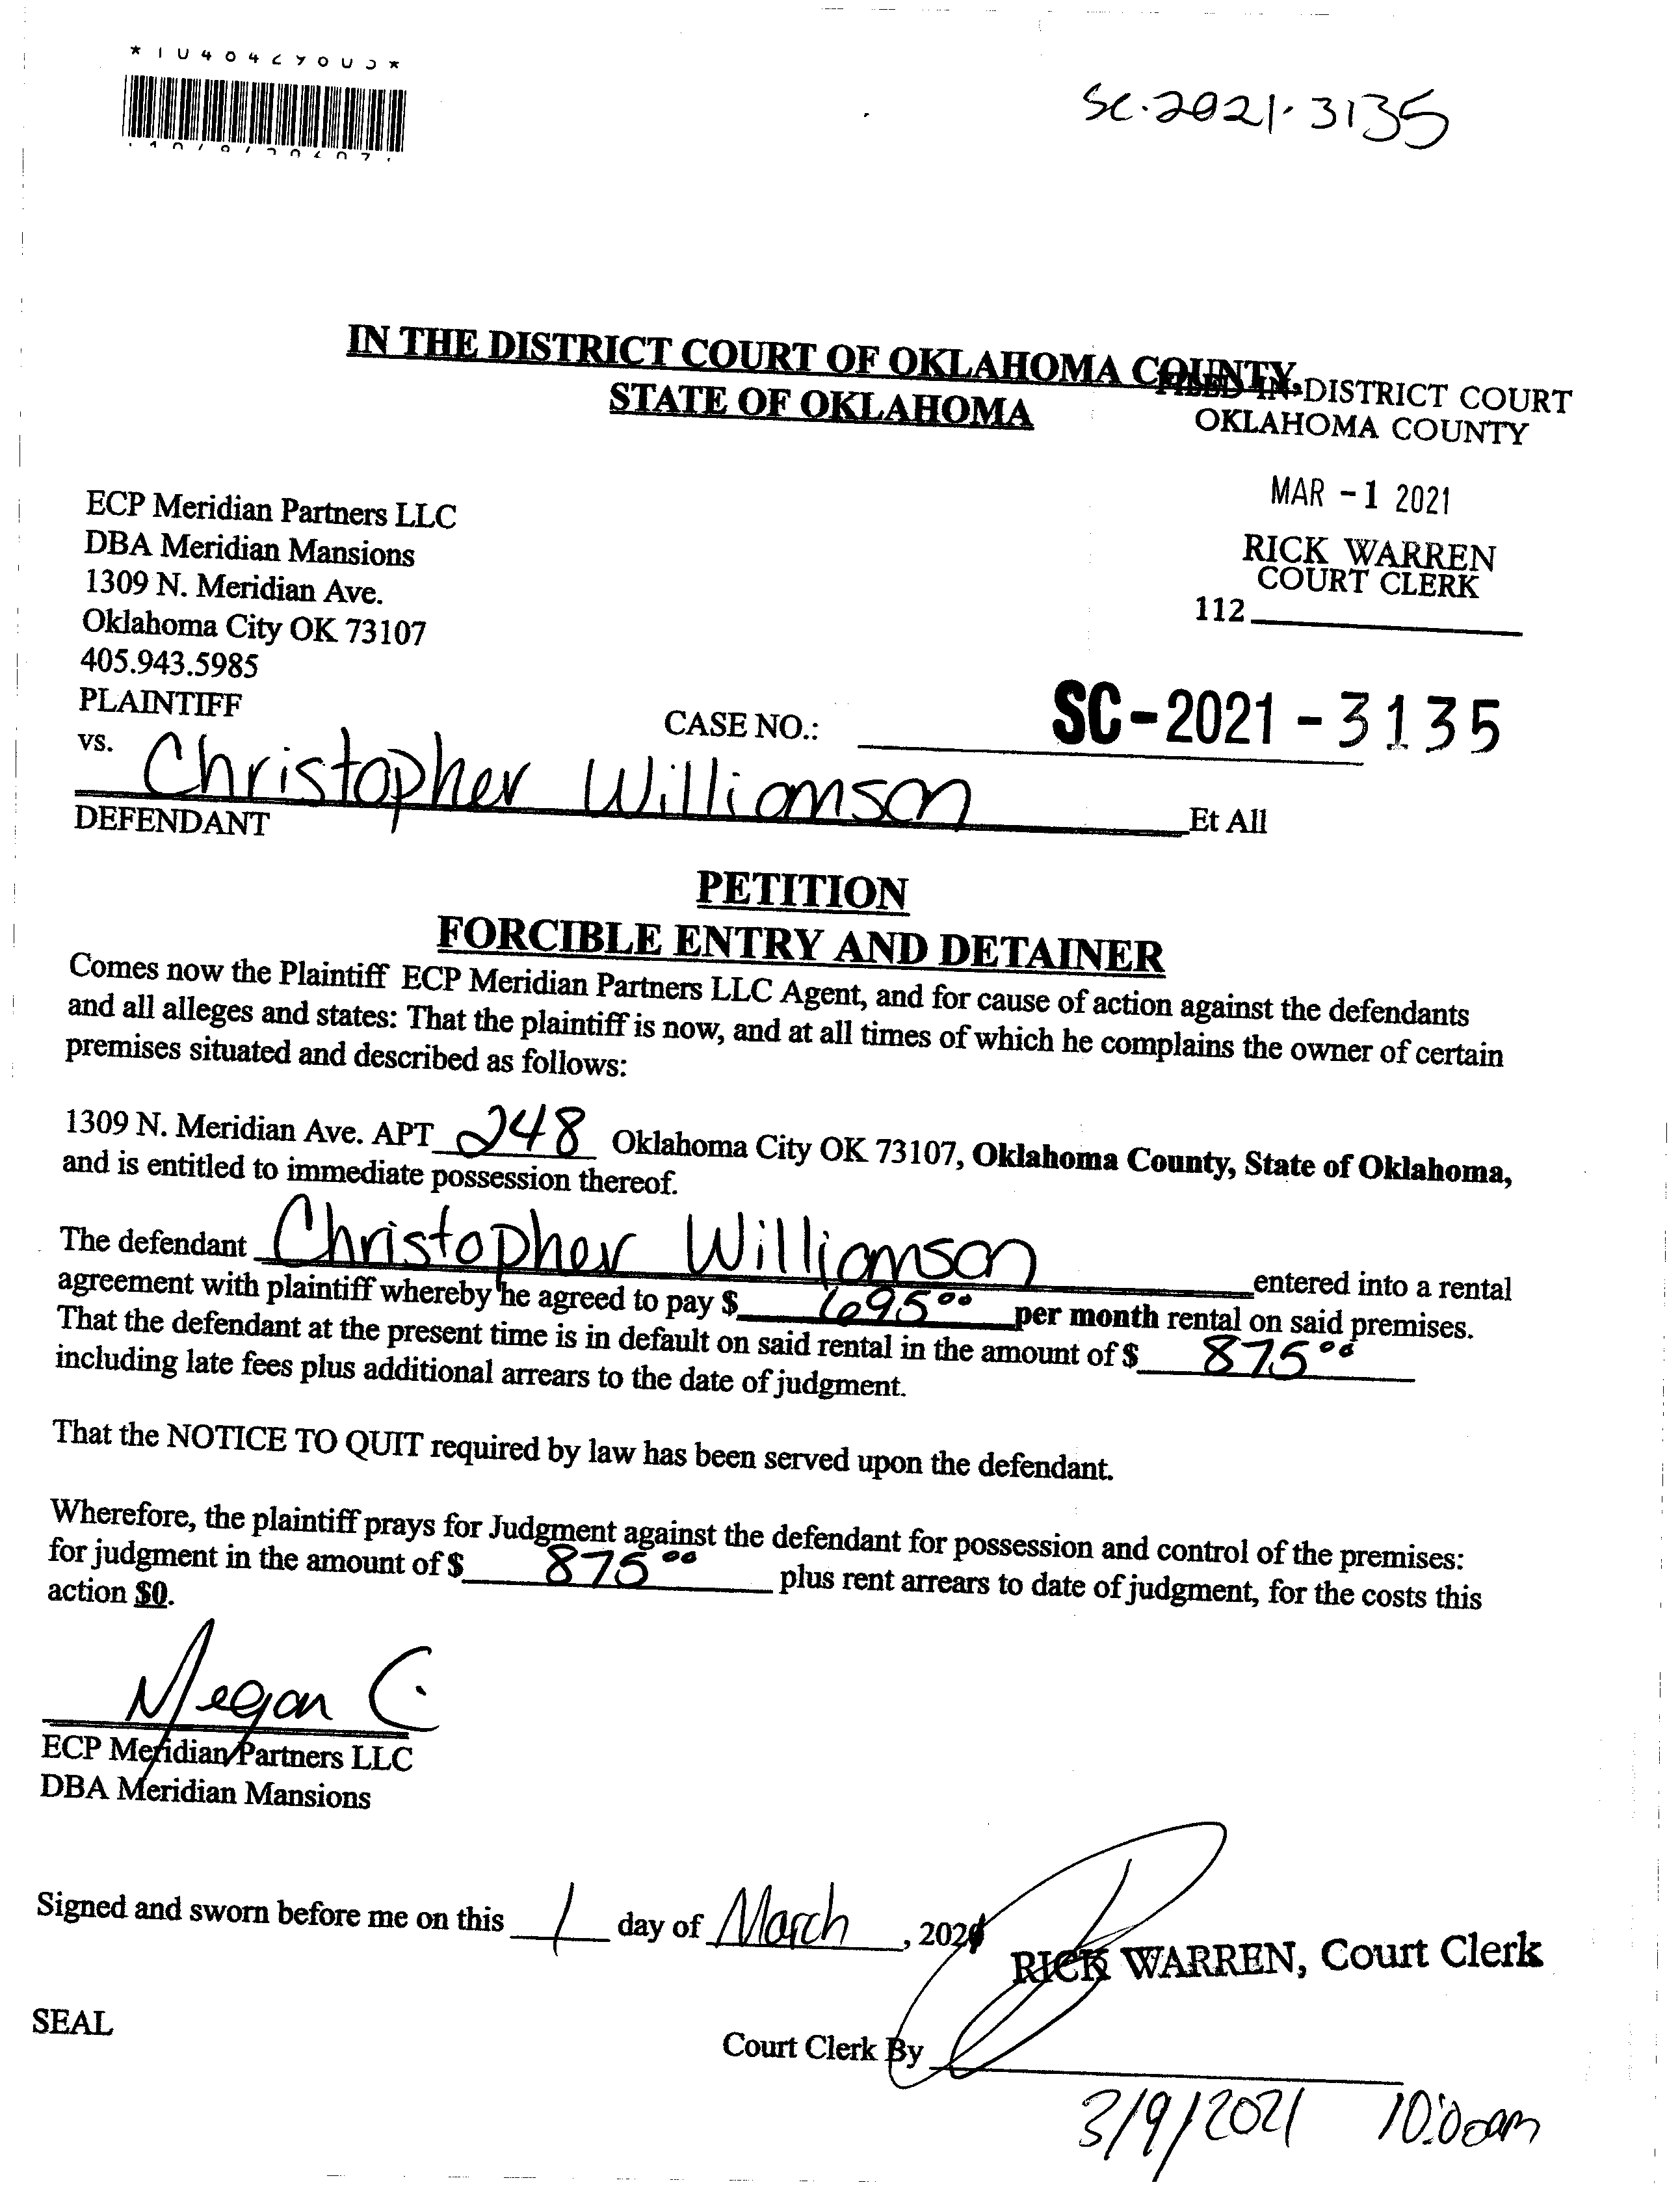 SC-2021-3135
IN THE DISTRICT COURT OF OKLAHOMA COUNTY,
STATE OF OKLAHOMA
FILED IN DISTRICT COURT
OKLAHOMA COUNTY
MAR -1 2021
RICK WARREN
COURT CLERK
112
ECP Meridian Partners LLC
DBA Meridian Mansions
1309 N. Meridian Ave.
Oklahoma City OK 73107
405.943.5985
PLAINTIFF
CASE NO.: SC-2021-3135
vs. Christopher Williamson Et All
DEFENDANT
PETITION
FORCIBLE ENTRY AND DETAINER
Comes now the Plaintiff ECP Meridian Partners LLC Agent, and for cause of action against the defendants
and all alleges and states: That the plaintiff is now, and at all times of which he complains the owner of certain
premises situated and described as follows:
1309 N. Meridian Ave. APT 248 Oklahoma City OK 73107, Oklahoma County, State of Oklahoma,
and is entitled to immediate possession thereof.
The defendant Christopher Williamson entered into a rental
agreement with plaintiff whereby he agreed to pay $ 695.00 per month rental on said premises.
That the defendant at the present time is in default on said rental in the amount of $ 875.00
including late fees plus additional arrears to the date of judgment.
That the NOTICE TO QUIT required by law has been served upon the defendant.
Wherefore, the plaintiff prays for Judgment against the defendant for possession and control of the premises:
for judgment in the amount of $ 875.00 plus rent arrears to date of judgment, for the costs this
action $0.
Megan C.
ECP Meridian Partners LLC
DBA Meridian Mansions
Signed and sworn before me on this 1 day of March, 2021
RICK WARREN, Court Clerk
SEAL
Court Clerk By
3/9/2021 10:00am